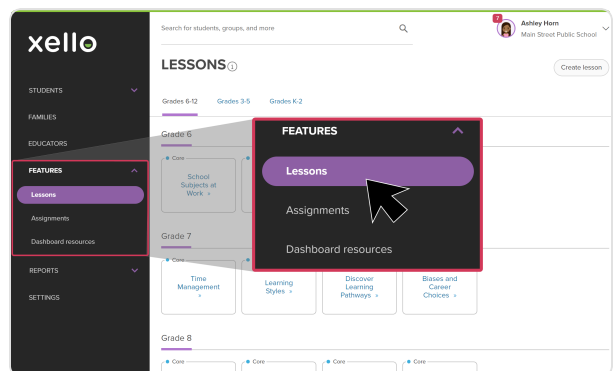 xello
STUDENTS
FAMILIES
EDUCATORS
FEATURES
Lessons
Assignments
Dashboard resources
REPORTS
SETTINGS
Search for students, groups, and more
7
Ashley Horn
Main Street Public School
LESSONS
Create lesson
Grades 6-12
Grades 3-5
Grades K-2
Grade 6
Core
School
Subjects at
Work »
FEATURES
Lessons
Assignments
Dashboard resources
Grade 7
Core
Time
Management
»
Learning
Styles »
Discover
Learning
Pathways »
Biases and
Career
Choices »
Grade 8
Core
Core
Core
Core